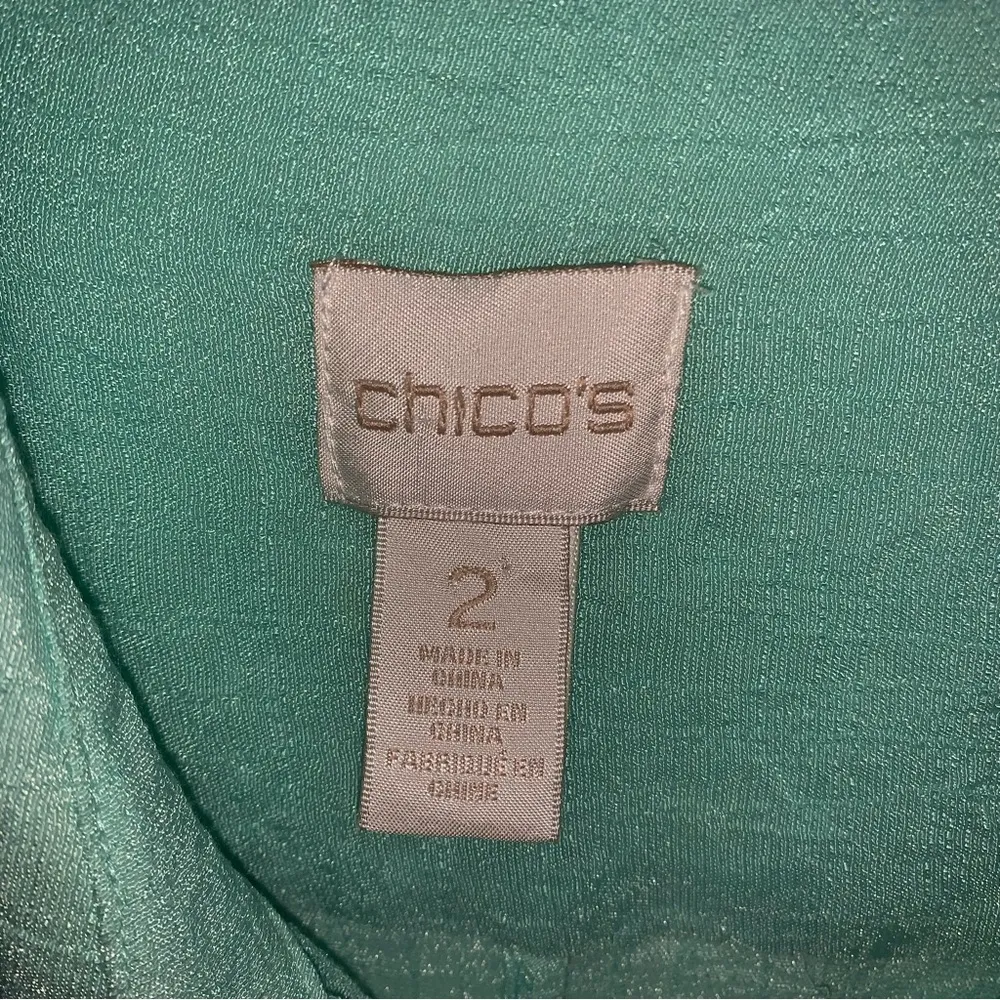 chico's
2
MADE IN
CHINA
HECHO EN
CHINA
FABRIQUÉ EN
CHINE